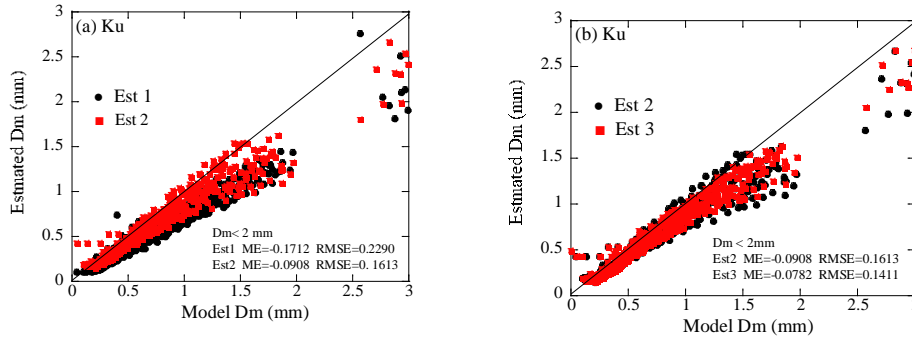 (a) Ku
Estmated Dm (mm)
3
2.5
2
1.5
1
0.5
0
Est 1
Est 2
Dm< 2 mm
Est1 ME=-0.1712 RMSE=0.2290
Est2 ME=-0.0908 RMSE= 0.1613
0 0.5 1 1.5 2 2.5 3
Model Dm (mm)
(b) Ku
Estmated Dm (mm)
3
2.5
2
1.5
1
0.5
0
Est 2
Est 3
Dm < 2mm
Est2 ME=-0.0908 RMSE=0.1613
Est3 ME=-0.0782 RMSE=0.1411
0 0.5 1 1.5 2 2.5 3
Model Dm (mm)